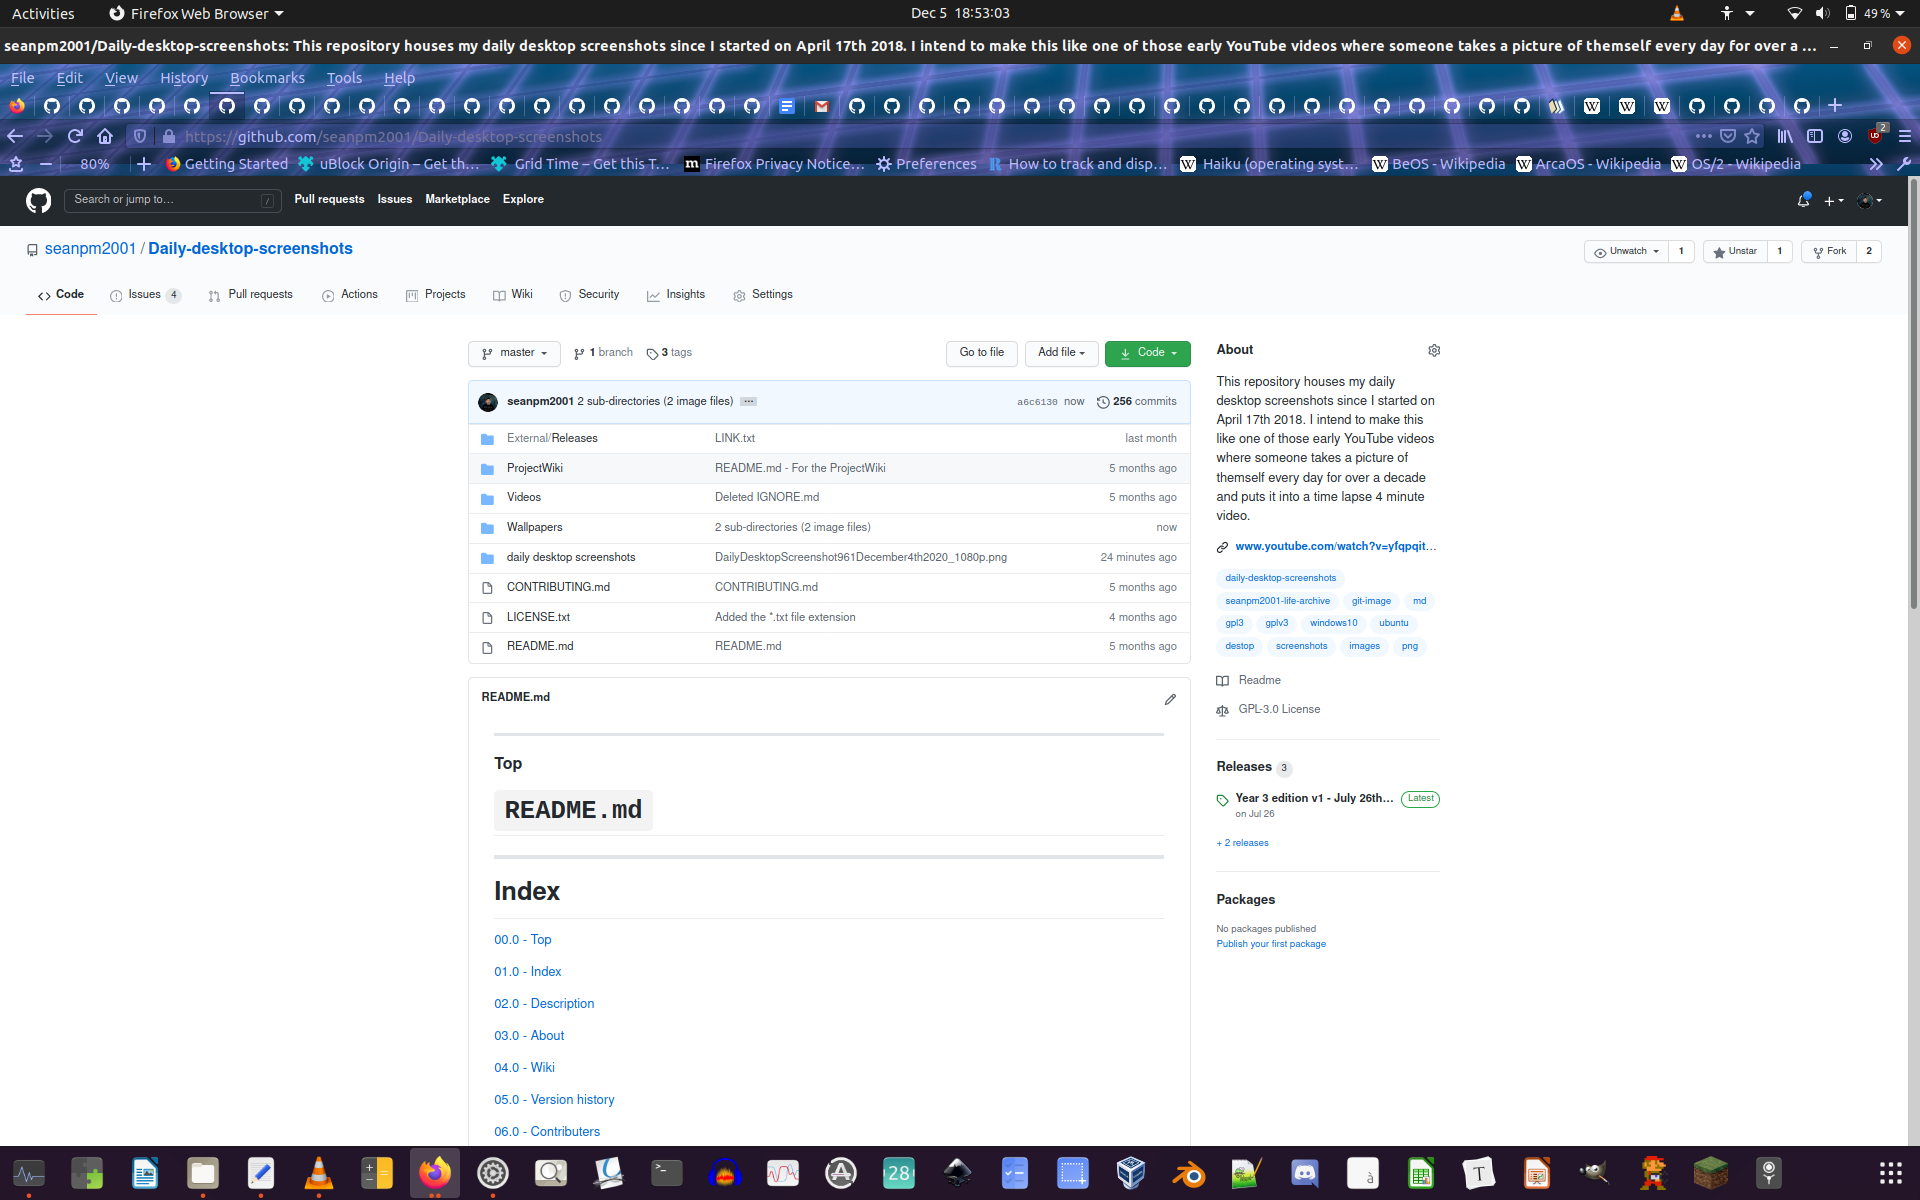 Activities Firefox Web Browser Dec 5 18:53:03 49 %
seanpm2001/Daily-desktop-screenshots: This repository houses my daily desktop screenshots since I started on April 17th 2018. I intend to make this like one of those early YouTube videos where someone takes a picture of themself every day for over a ...
File Edit View History Bookmarks Tools Help
https://github.com/seanpm2001/Daily-desktop-screenshots 2
80% Getting Started uBlock Origin – Get th... Grid Time – Get this T... Firefox Privacy Notice... Preferences How to track and disp... Haiku (operating syst... BeOS - Wikipedia ArcaOS - Wikipedia OS/2 - Wikipedia
Search or jump to... / Pull requests Issues Marketplace Explore
seanpm2001 / Daily-desktop-screenshots Unwatch 1 Unstar 1 Fork 2
Code Issues 4 Pull requests Actions Projects Wiki Security Insights Settings
master 1 branch 3 tags Go to file Add file Code
seanpm2001 2 sub-directories (2 image files) ... a6c6130 now 256 commits
External/Releases LINK.txt last month
ProjectWiki README.md - For the ProjectWiki 5 months ago
Videos Deleted IGNORE.md 5 months ago
Wallpapers 2 sub-directories (2 image files) now
daily desktop screenshots DailyDesktopScreenshot961December4th2020_1080p.png 24 minutes ago
CONTRIBUTING.md CONTRIBUTING.md 5 months ago
LICENSE.txt Added the *.txt file extension 4 months ago
README.md README.md 5 months ago
README.md
Top
README.md
Index
00.0 - Top
01.0 - Index
02.0 - Description
03.0 - About
04.0 - Wiki
05.0 - Version history
06.0 - Contributers
About
This repository houses my daily
desktop screenshots since I started on
April 17th 2018. I intend to make this
like one of those early YouTube videos
where someone takes a picture of
themself every day for over a decade
and puts it into a time lapse 4 minute
video.
www.youtube.com/watch?v=yfqpqit...
daily-desktop-screenshots
seanpm2001-life-archive git-image md
gpl3 gplv3 windows10 ubuntu
destop screenshots images png
Readme
GPL-3.0 License
Releases 3
Year 3 edition v1 - July 26th... Latest
on Jul 26
+ 2 releases
Packages
No packages published
Publish your first package
28